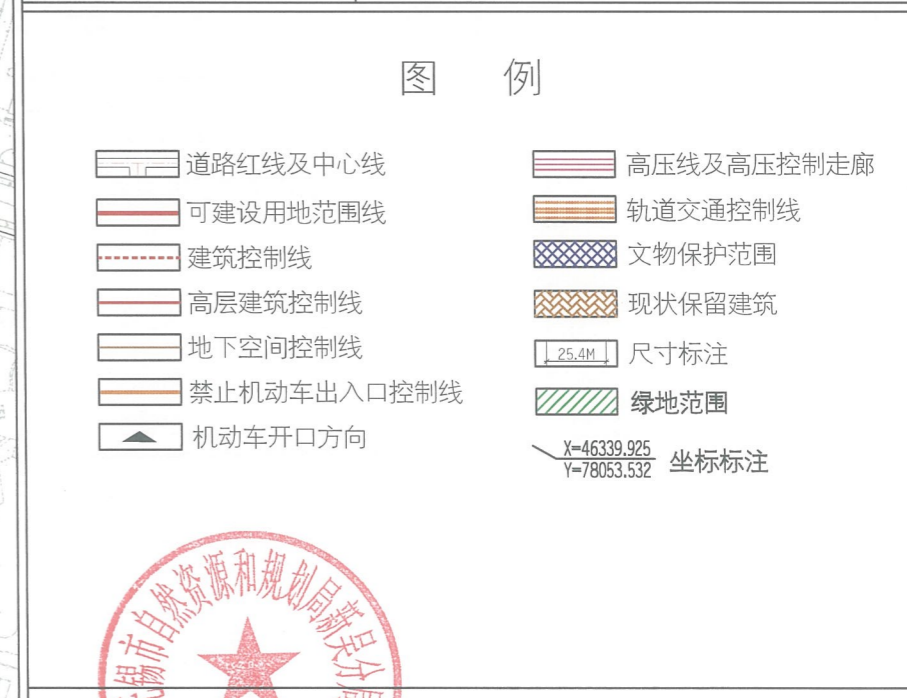 图 例
道路红线及中心线
可建设用地范围线
建筑控制线
高层建筑控制线
地下空间控制线
禁止机动车出入口控制线
机动车开口方向
高压线及高压控制走廊
轨道交通控制线
文物保护范围
现状保留建筑
25.4M 尺寸标注
绿地范围
X=46339.925
Y=78053.532
坐标标注
锡市自然资源和规划局新吴分局